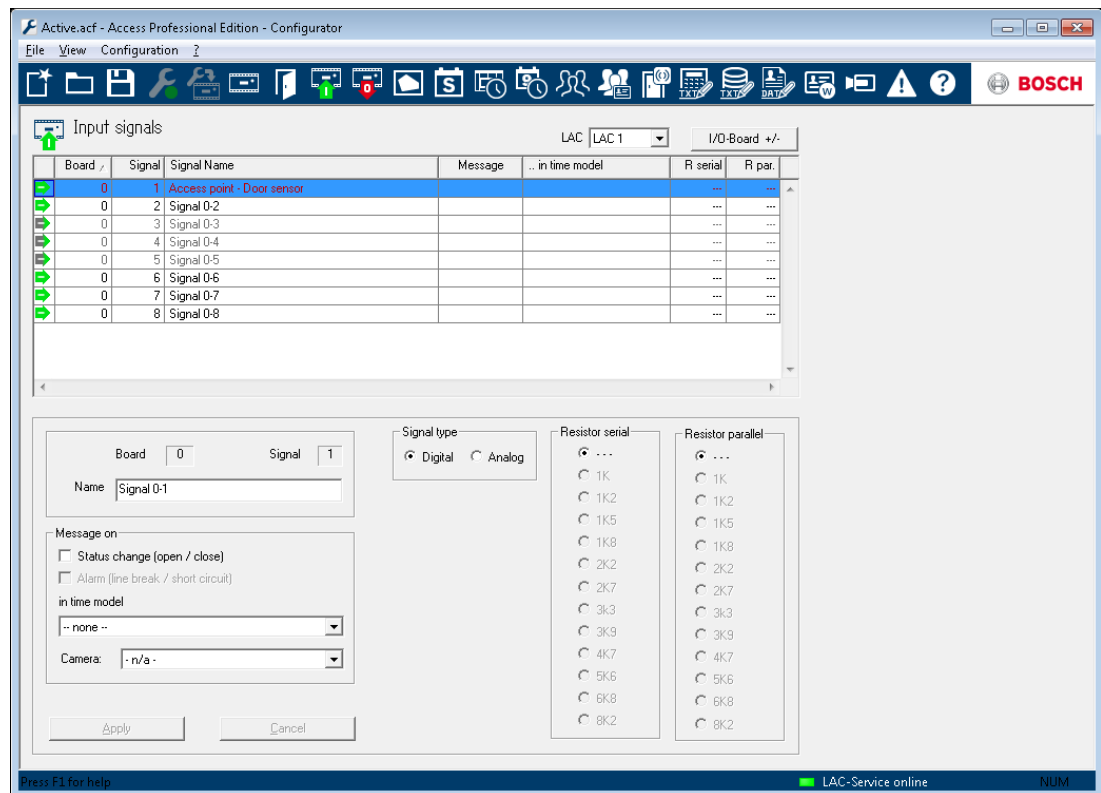 Active.acf - Access Professional Edition - Configurator
File View Configuration ?
BOSCH
Input signals
LAC LAC 1 I/O-Board +/-
Board Signal Signal Name Message .. in time model R serial R par.
0 1 Access point - Door sensor --- ---
0 2 Signal 0-2 --- ---
0 3 Signal 0-3 --- ---
0 4 Signal 0-4 --- ---
0 5 Signal 0-5 --- ---
0 6 Signal 0-6 --- ---
0 7 Signal 0-7 --- ---
0 8 Signal 0-8 --- ---
Board 0 Signal 1
Name Signal 0-1
Message on
Status change (open / close)
Alarm (line break / short circuit)
in time model
-- none --
Camera: - n/a -
Apply Cancel
Signal type
Digital Analog
Resistor serial
---
1K
1K2
1K5
1K8
2K2
2K7
3k3
3K9
4K7
5K6
6K8
8K2
Resistor parallel
---
1K
1K2
1K5
1K8
2K2
2K7
3k3
3K9
4K7
5K6
6K8
8K2
Press F1 for help LAC-Service online NUM